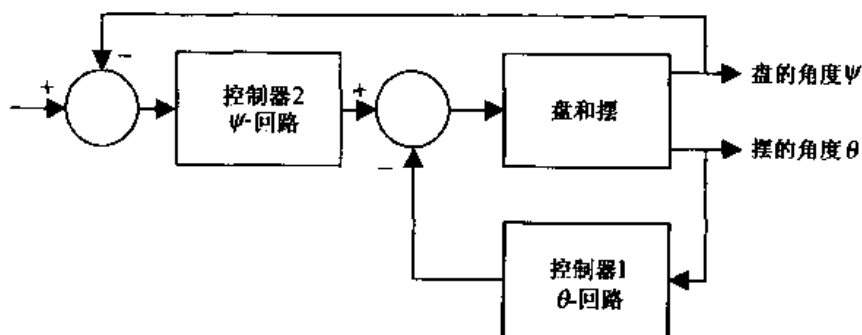 控制器2
ψ-回路
盘和摆
盘的角度ψ
摆的角度θ
控制器1
θ-回路